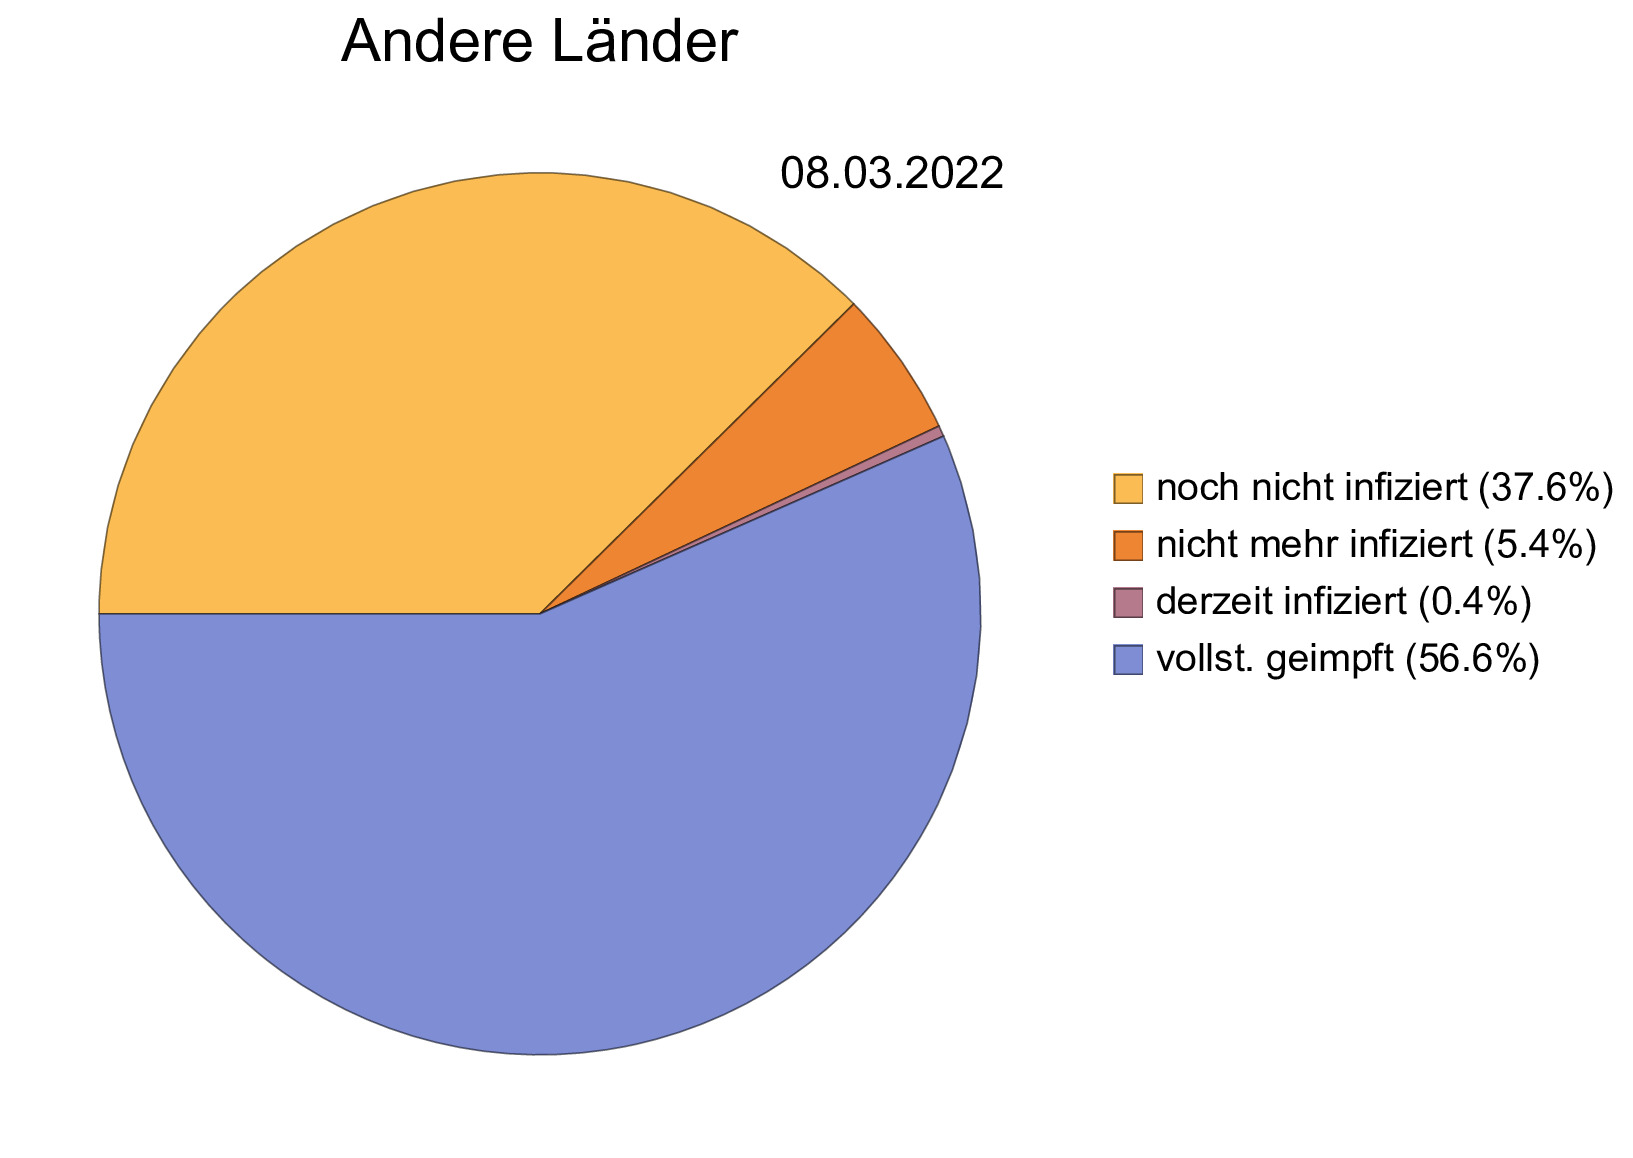 Andere Länder
08.03.2022
noch nicht infiziert (37.6%)
nicht mehr infiziert (5.4%)
derzeit infiziert (0.4%)
vollst. geimpft (56.6%)